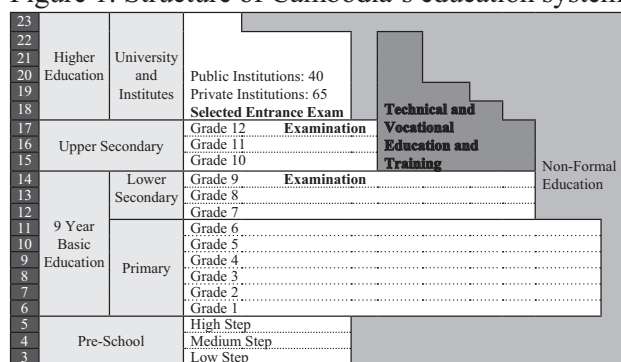 Figure 1: Structure of Cambodia's education system
23
22
21
20
19
18
17
16
15
14
13
12
11
10
9
8
7
6
5
4
3
Higher
Education
University
and
Institutes
Public Institutions: 40
Private Institutions: 65
Selected Entrance Exam
Upper Secondary
Grade 12 Examination
Grade 11
Grade 10
Technical and
Vocational
Education and
Training
Non-Formal
Education
9 Year
Basic
Education
Lower
Secondary
Grade 9 Examination
Grade 8
Grade 7
Primary
Grade 6
Grade 5
Grade 4
Grade 3
Grade 2
Grade 1
Pre-School
High Step
Medium Step
Low Step